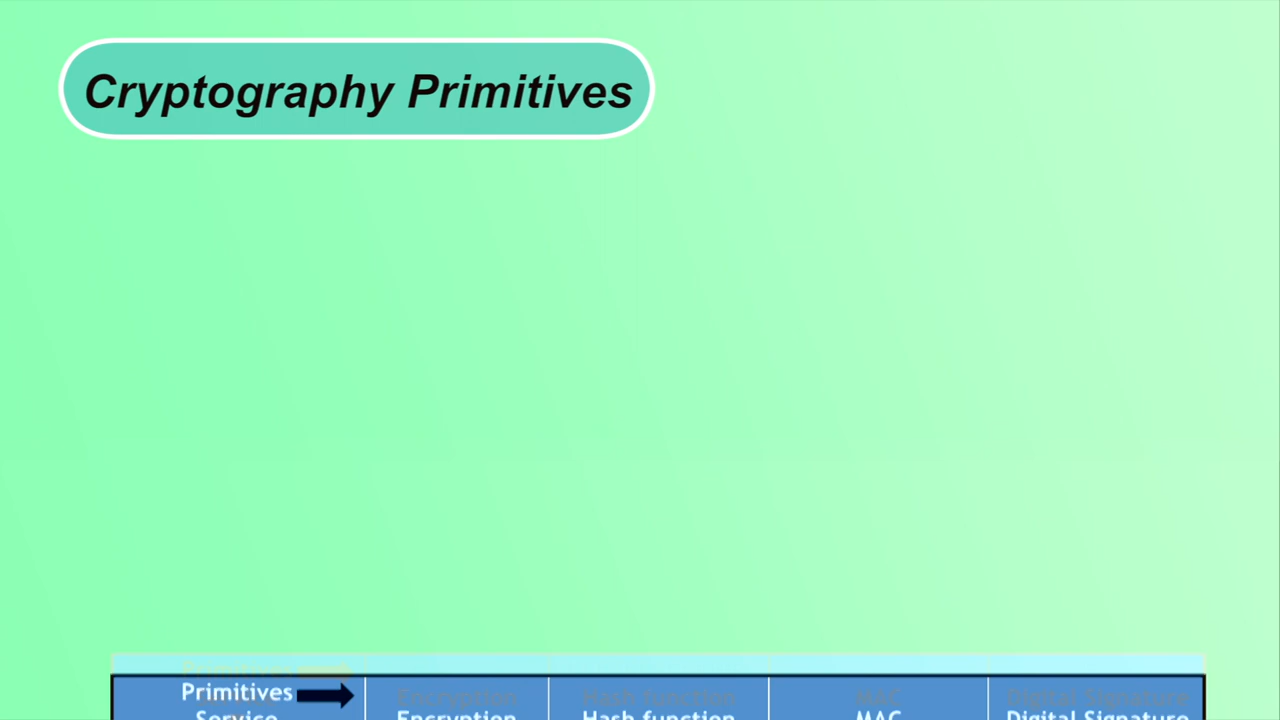 Cryptography Primitives
Primitives
Service Encryption Hash function MAC Digital Signature